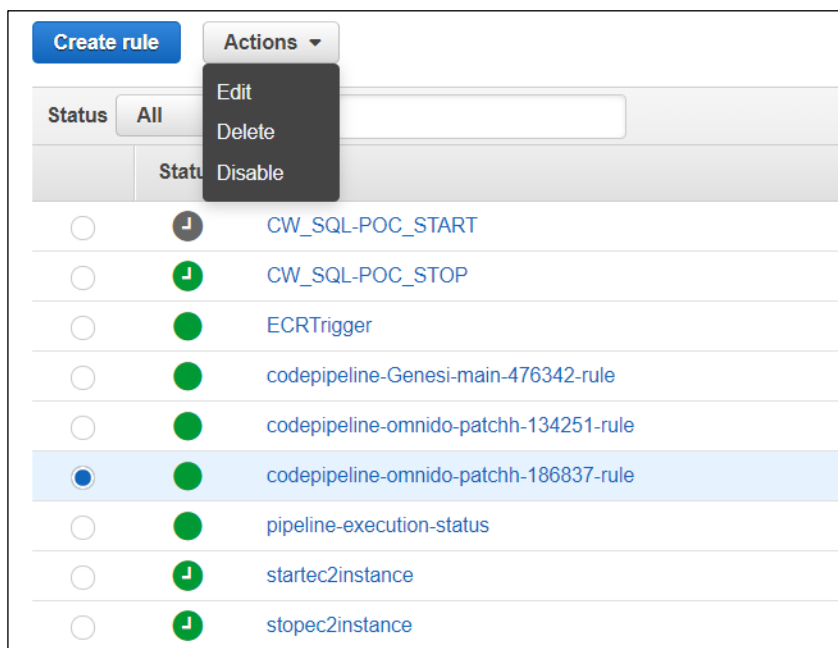 Create rule
Actions
Edit
Status All
Delete
Statu Disable
CW_SQL-POC_START
CW_SQL-POC_STOP
ECRTrigger
codepipeline-Genesi-main-476342-rule
codepipeline-omnido-patchh-134251-rule
codepipeline-omnido-patchh-186837-rule
pipeline-execution-status
startec2instance
stopec2instance